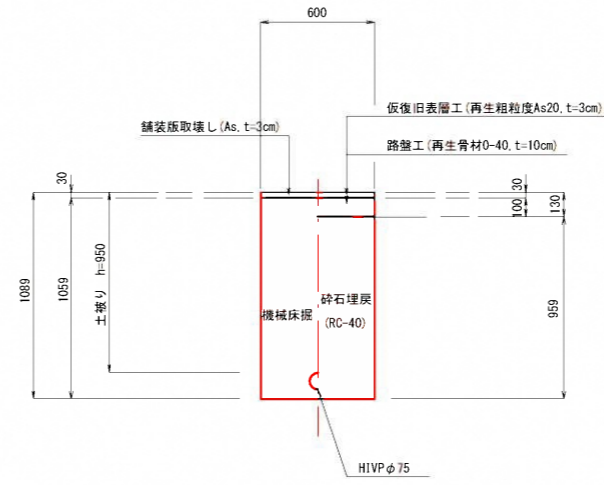 600
仮復旧表層工(再生粗粒度As20, t=3cm)
舗装版取壊し(As, t=3cm)
路盤工(再生骨材0-40, t=10cm)
30
30
100
130
1089
1059
土被り h=950
959
機械床掘
砕石埋戻
(RC-40)
HIVPφ75